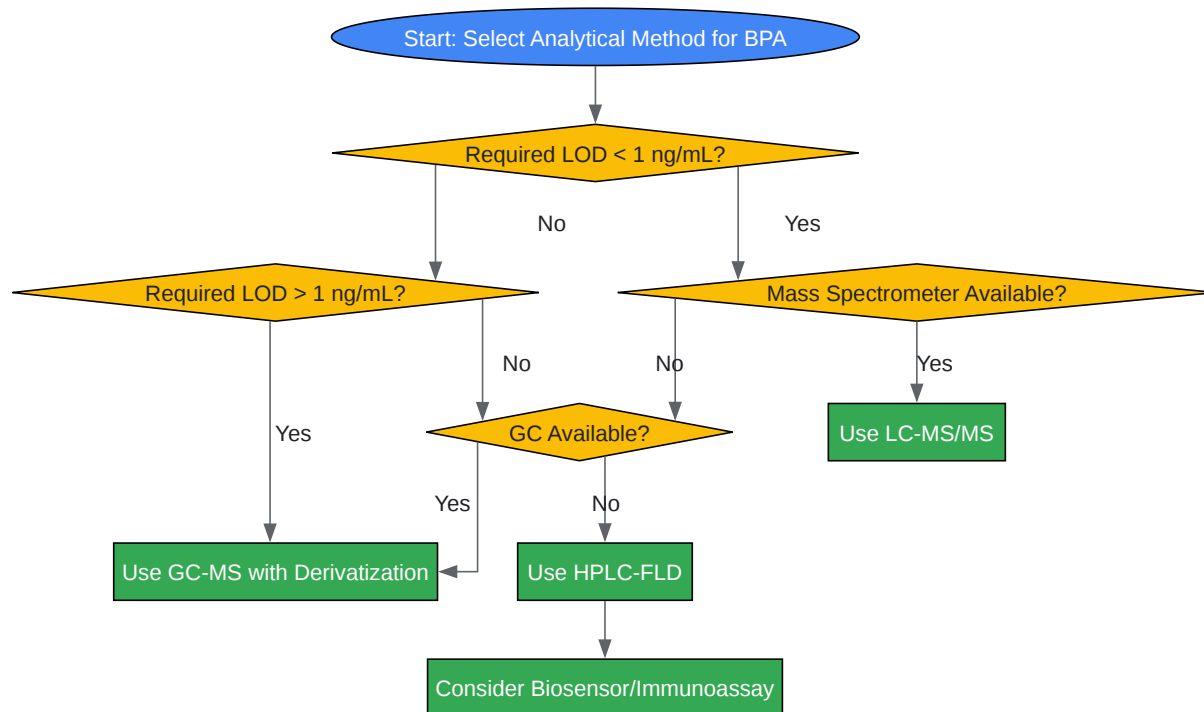 Start: Select Analytical Method for BPA
Required LOD < 1 ng/mL?
No
Yes
Required LOD > 1 ng/mL?
Mass Spectrometer Available?
No
No
Yes
GC Available?
Use LC-MS/MS
Yes
Yes
No
Use GC-MS with Derivatization
Use HPLC-FLD
Consider Biosensor/Immunoassay